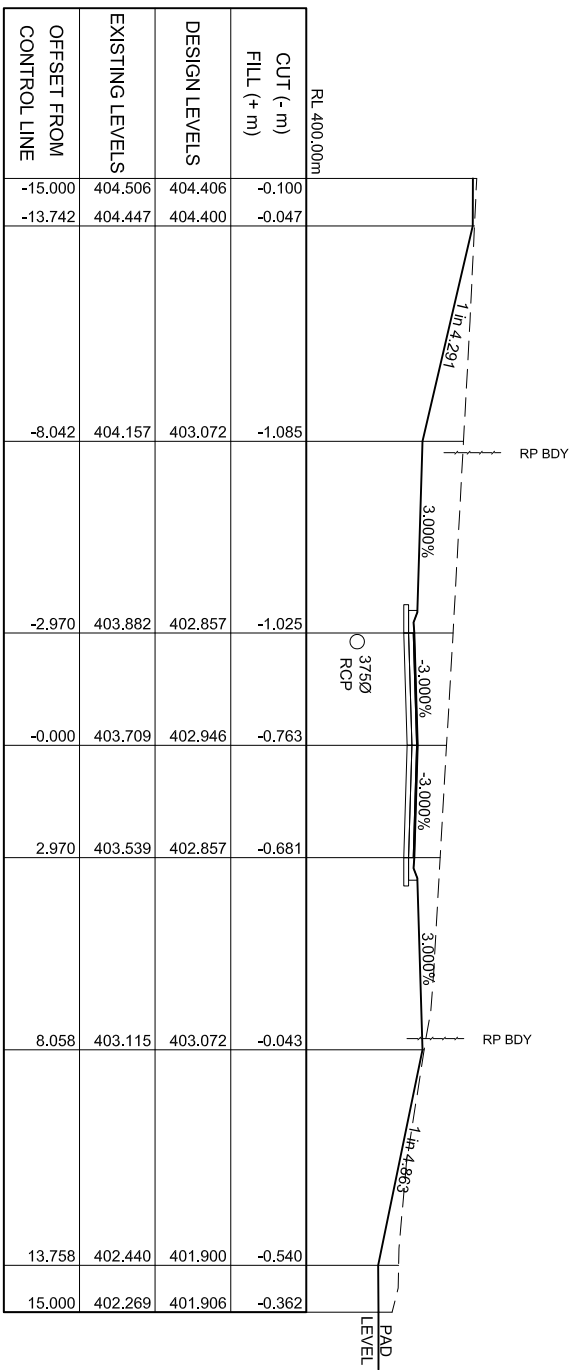 RP BDY
RP BDY
1 in 4.291
3.000%
-3.000%
-3.000%
3.000%
1 in 4.863
375Ø
RCP
PAD
LEVEL
RL 400.00m
CUT (- m)
FILL (+ m)
-0.100
-0.047
-1.085
-1.025
-0.763
-0.681
-0.043
-0.540
-0.362
DESIGN LEVELS
404.406
404.400
403.072
402.857
402.946
402.857
403.072
401.900
401.906
EXISTING LEVELS
404.506
404.447
404.157
403.882
403.709
403.539
403.115
402.440
402.269
OFFSET FROM
CONTROL LINE
-15.000
-13.742
-8.042
-2.970
-0.000
2.970
8.058
13.758
15.000